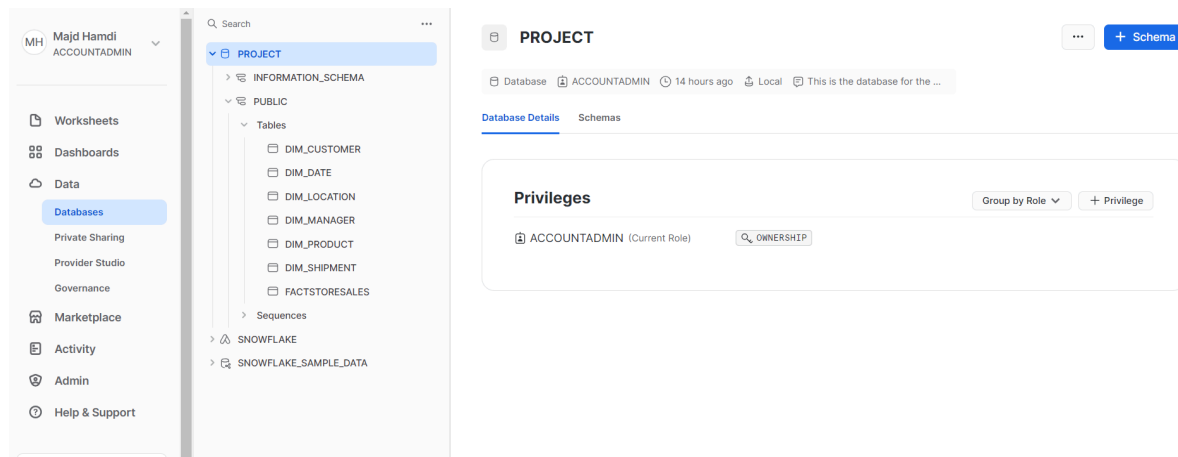 MH
Majd Hamdi
ACCOUNTADMIN
Worksheets
Dashboards
Data
Databases
Private Sharing
Provider Studio
Governance
Marketplace
Activity
Admin
Help & Support
Search
PROJECT
INFORMATION_SCHEMA
PUBLIC
Tables
DIM_CUSTOMER
DIM_DATE
DIM_LOCATION
DIM_MANAGER
DIM_PRODUCT
DIM_SHIPMENT
FACTSTORESALES
Sequences
SNOWFLAKE
SNOWFLAKE_SAMPLE_DATA
PROJECT
+ Schema
Database ACCOUNTADMIN 14 hours ago Local This is the database for the ...
Database Details Schemas
Privileges
Group by Role + Privilege
ACCOUNTADMIN (Current Role) OWNERSHIP